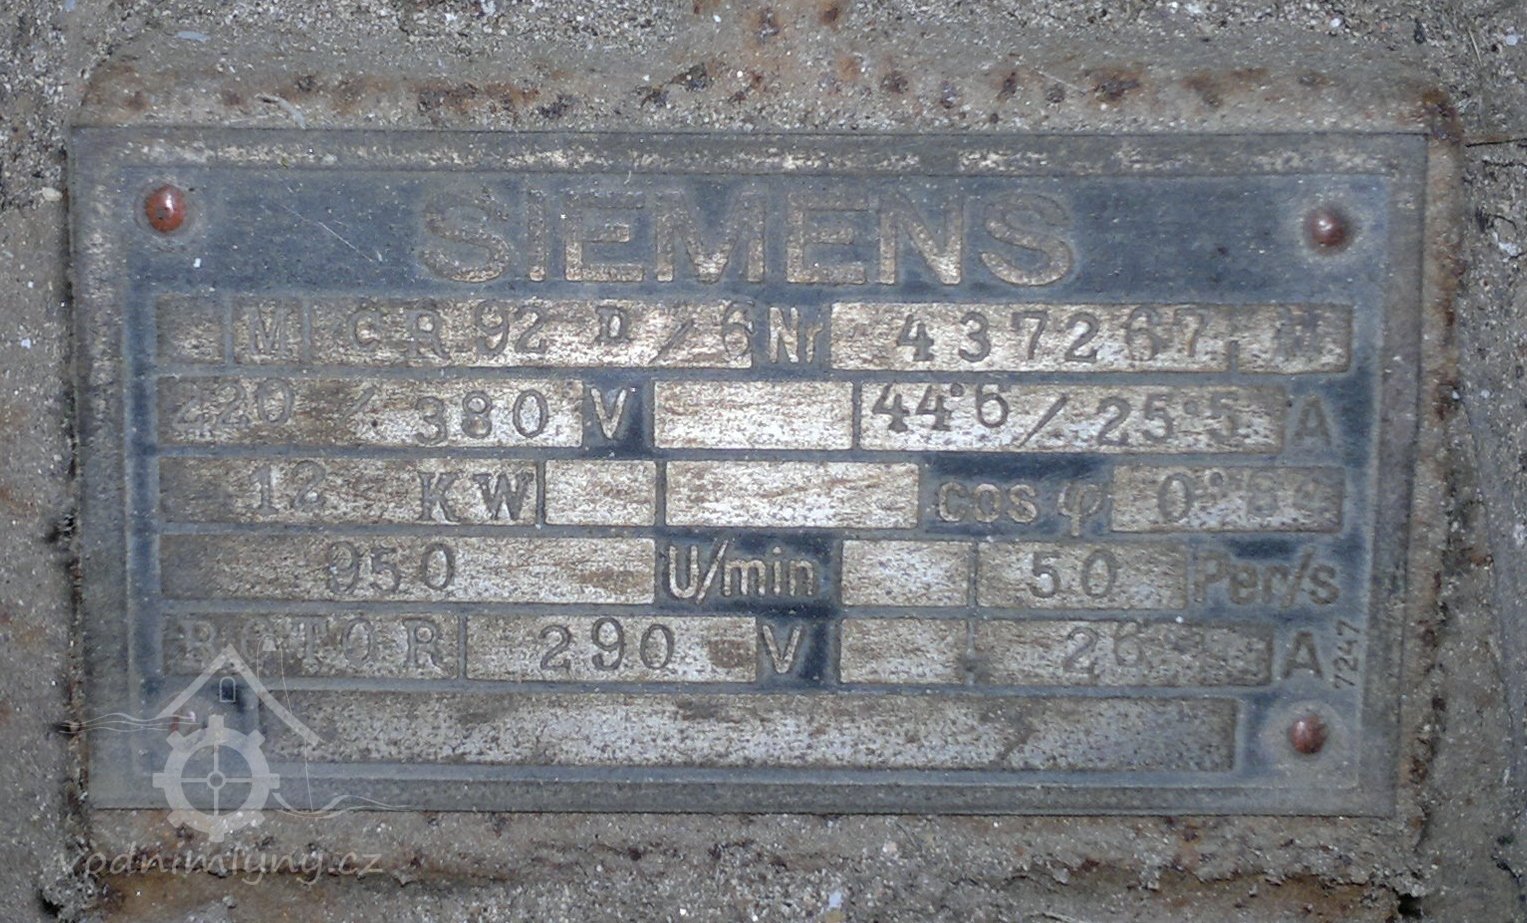 SIEMENS
M CR 92 D/6 Nr 437267
220 / 380 V 44·6 / 25·5 A
12 KW cos φ
950 U/min 50 Per/s
ROTOR 290 V A
7247
vodnimlyny.cz